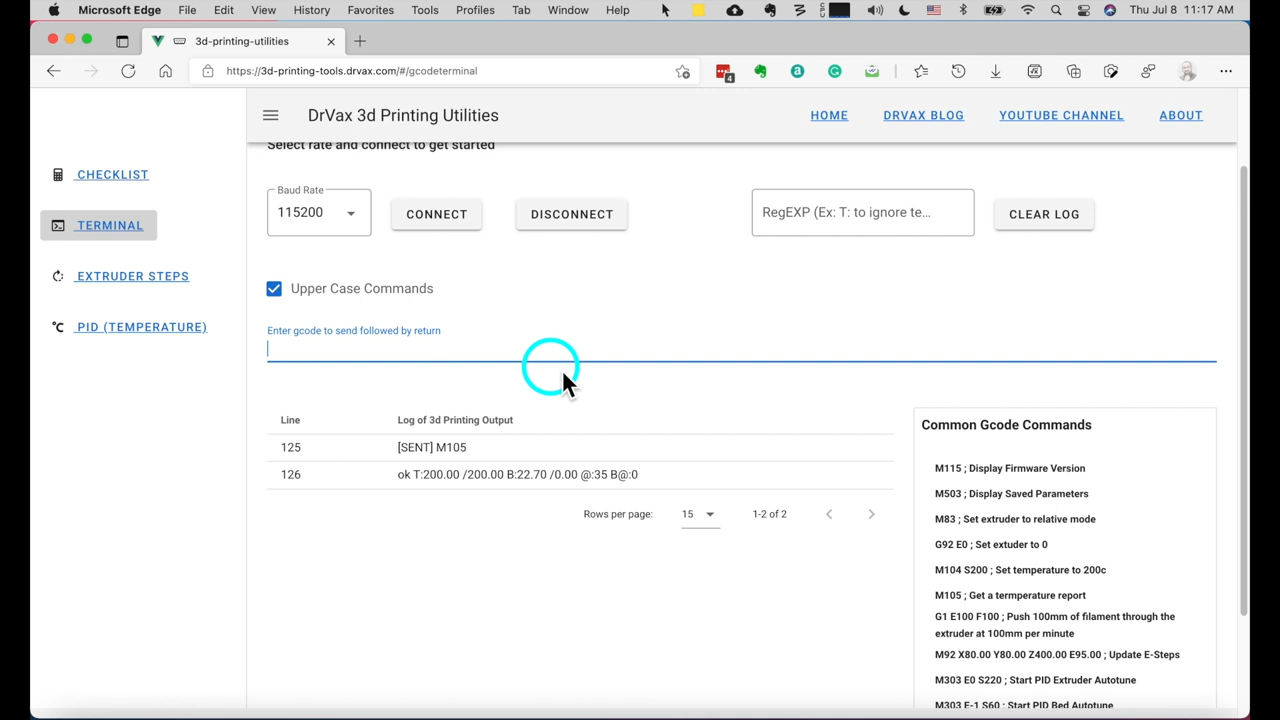 Microsoft Edge File Edit View History Favorites Tools Profiles Tab Window Help Thu Jul 8 11:17 AM
3d-printing-utilities
https://3d-printing-tools.drvax.com/#/gcodeterminal
4
DrVax 3d Printing Utilities
HOME DRVAX BLOG YOUTUBE CHANNEL ABOUT
CHECKLIST
TERMINAL
EXTRUDER STEPS
°C PID (TEMPERATURE)
Select rate and connect to get started
Baud Rate
115200
CONNECT
DISCONNECT
RegEXP (Ex: T: to ignore te…
CLEAR LOG
Upper Case Commands
Enter gcode to send followed by return
Line Log of 3d Printing Output
125 [SENT] M105
126 ok T:200.00 /200.00 B:22.70 /0.00 @:35 B@:0
Rows per page: 15 1-2 of 2
Common Gcode Commands
M115 ; Display Firmware Version
M503 ; Display Saved Parameters
M83 ; Set extruder to relative mode
G92 E0 ; Set extuder to 0
M104 S200 ; Set temperature to 200c
M105 ; Get a termperature report
G1 E100 F100 ; Push 100mm of filament through the
extruder at 100mm per minute
M92 X80.00 Y80.00 Z400.00 E95.00 ; Update E-Steps
M303 E0 S220 ; Start PID Extruder Autotune
M303 E-1 S60 ; Start PID Bed Autotune